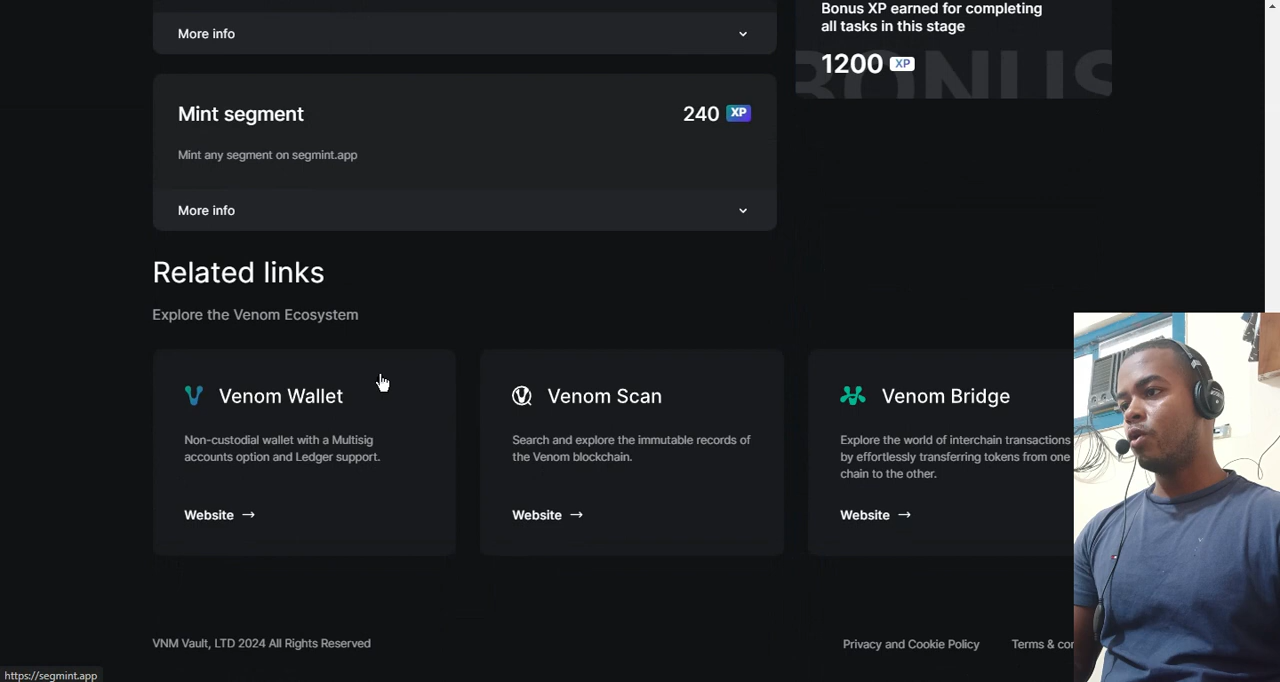 Bonus XP earned for completing
all tasks in this stage
1200 XP
BONUS
More info
Mint segment
240 XP
Mint any segment on segmint.app
More info
Related links
Explore the Venom Ecosystem
Venom Wallet
Non-custodial wallet with a Multisig
accounts option and Ledger support.
Website →
Venom Scan
Search and explore the immutable records of
the Venom blockchain.
Website →
Venom Bridge
Explore the world of interchain transactions
by effortlessly transferring tokens from one
chain to the other.
Website →
VNM Vault, LTD 2024 All Rights Reserved
Privacy and Cookie Policy
Terms &
https://segmint.app